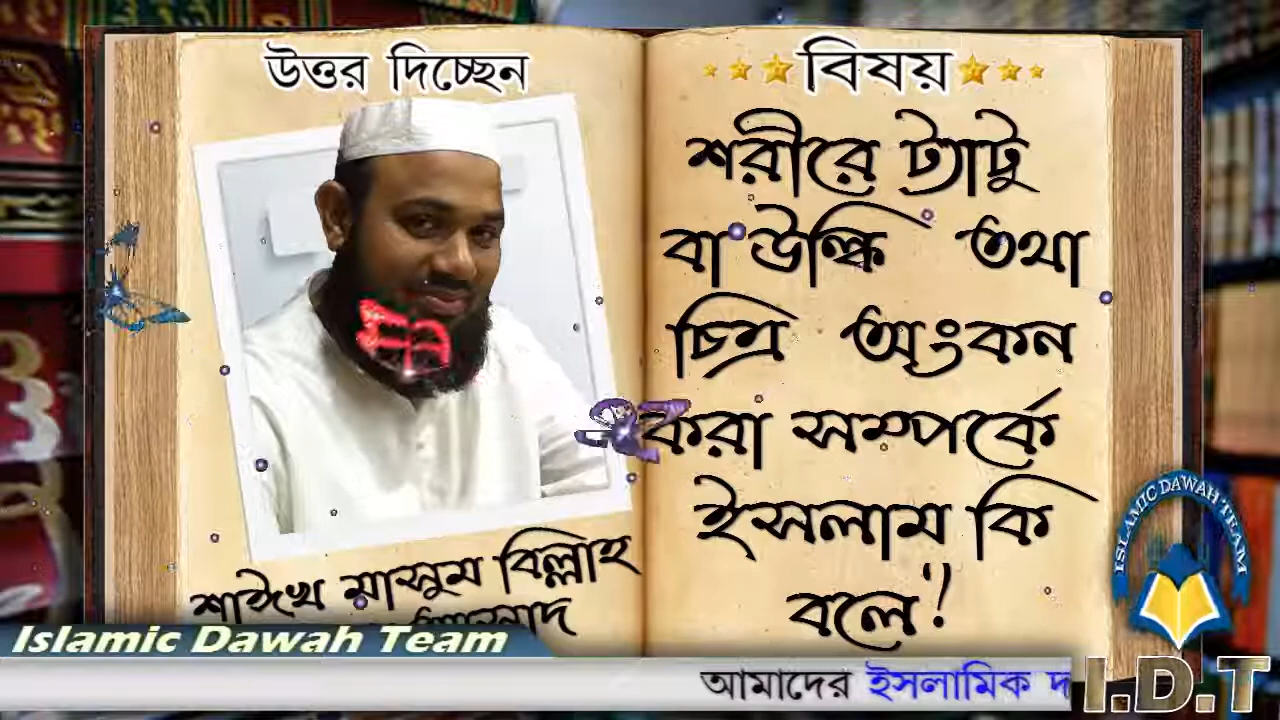 উত্তর দিচ্ছেন
শাঈখ মাসুম বিল্লাহ
বিষয়
শরীরে ট্যাটু
বা উল্কি তথা
চিত্র অংকন
করা সম্পর্কে
ইসলাম কি
বলে?
ISLAMIC DAWAH TEAM
Islamic Dawah Team
আমাদের ইসলামিক দ
I.D.T